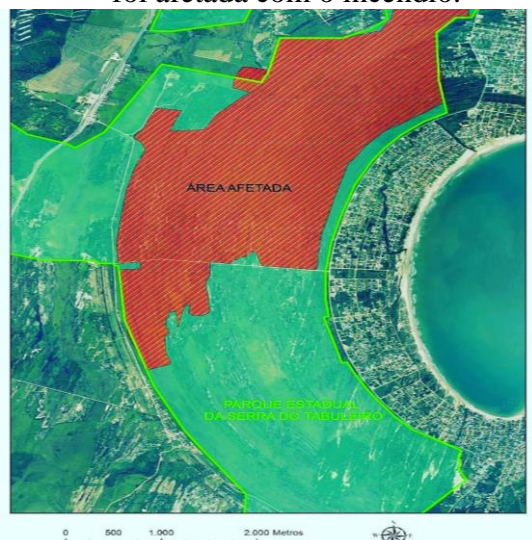 foi afetada com o incêndio.
ÁREA AFETADA
PARQUE ESTADUAL
DA SERRA DO TABULEIRO
0 500 1.000 2.000 Metros